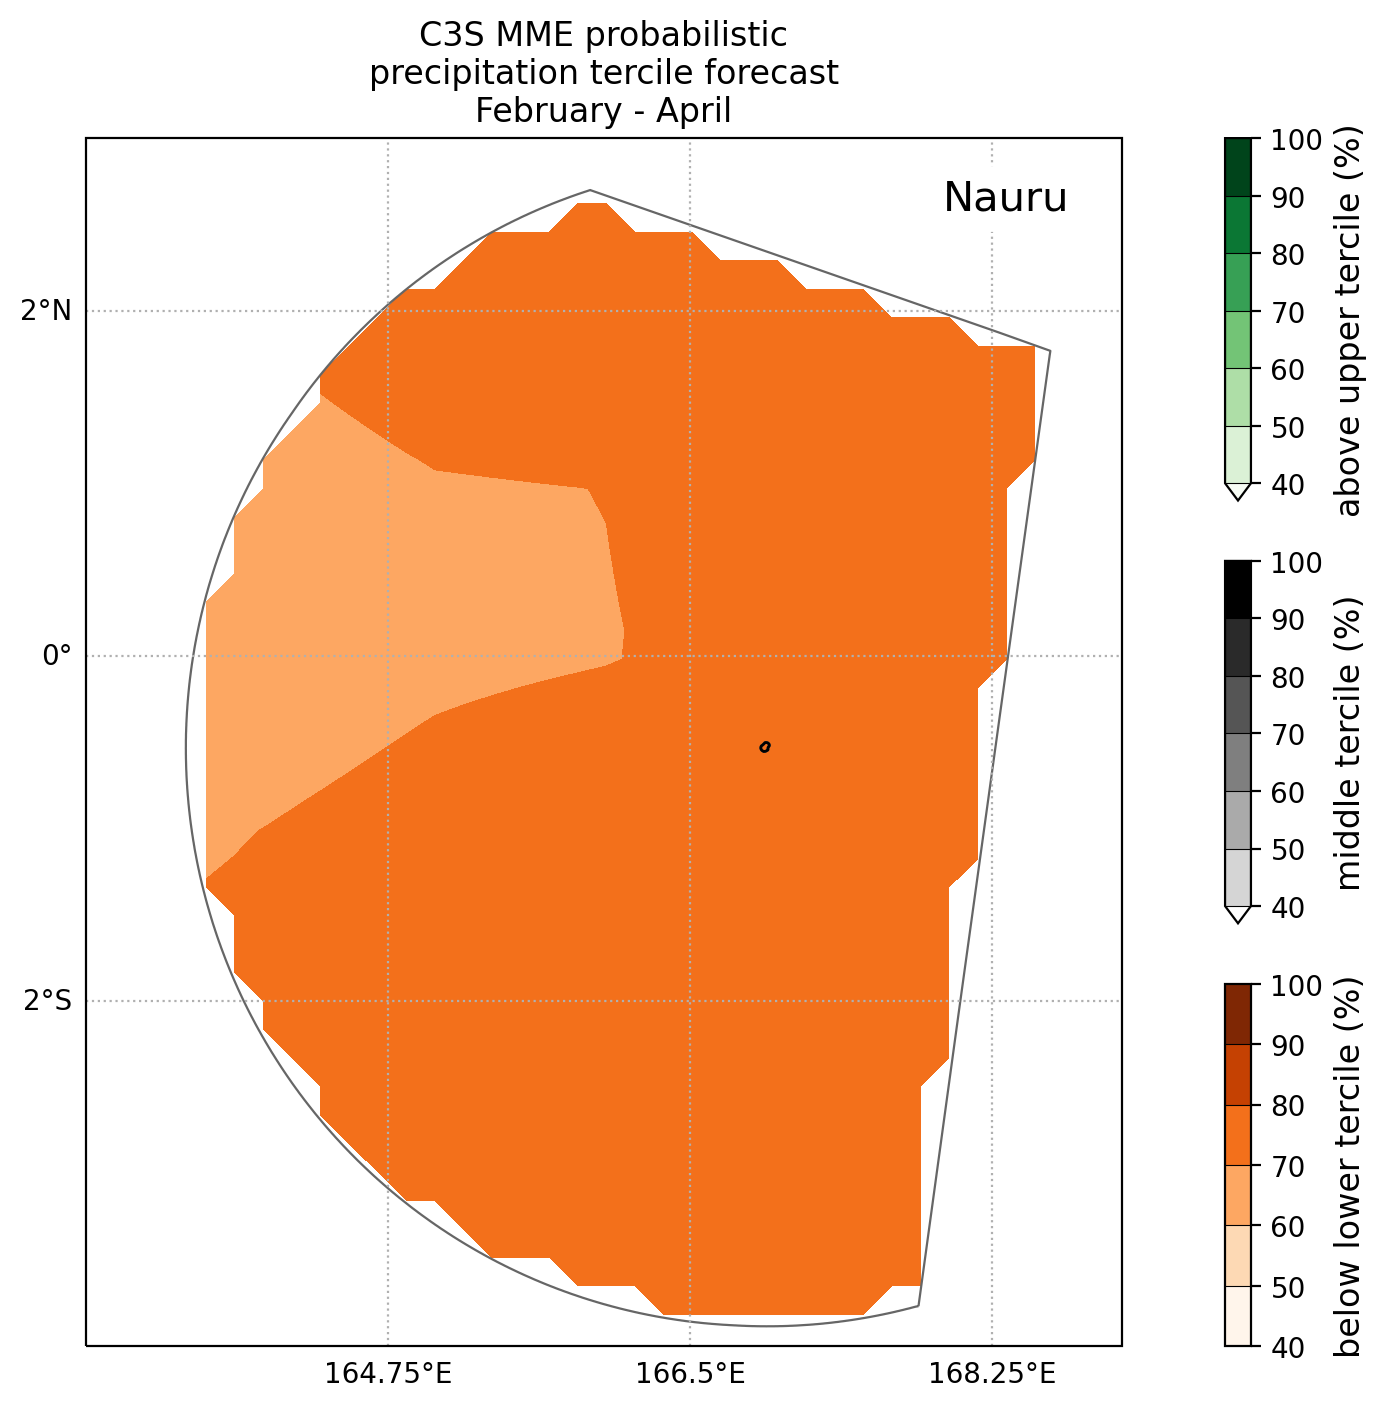 C3S MME probabilistic
precipitation tercile forecast
February - April
Nauru
2°N
0°
2°S
164.75°E
166.5°E
168.25°E
100
90
80
70
60
50
40
above upper tercile (%)
100
90
80
70
60
50
40
middle tercile (%)
100
90
80
70
60
50
40
below lower tercile (%)